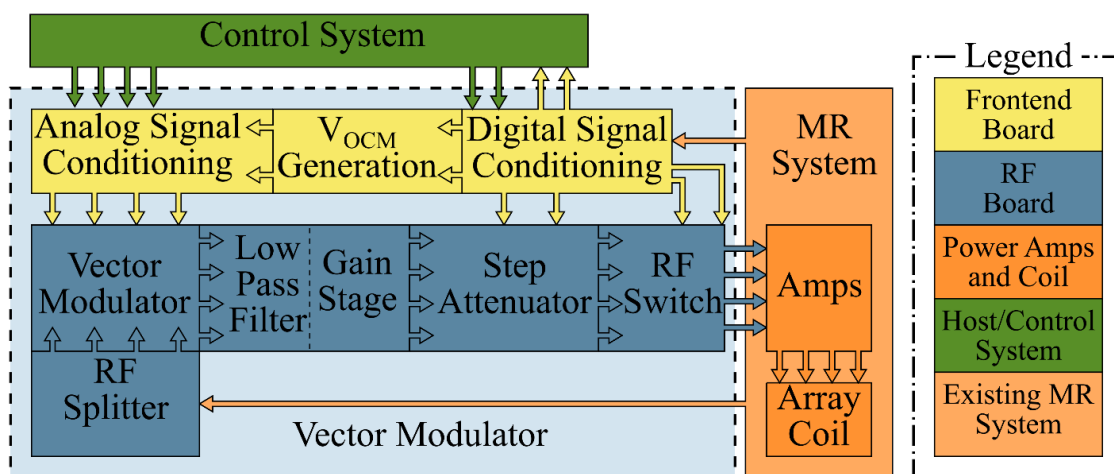 Control System
Analog Signal
Conditioning
VOCM
Generation
Digital Signal
Conditioning
MR
System
Vector
Modulator
Low
Pass
Filter
Gain
Stage
Step
Attenuator
RF
Switch
Amps
RF
Splitter
Array
Coil
Vector Modulator
Legend
Frontend
Board
RF
Board
Power Amps
and Coil
Host/Control
System
Existing MR
System